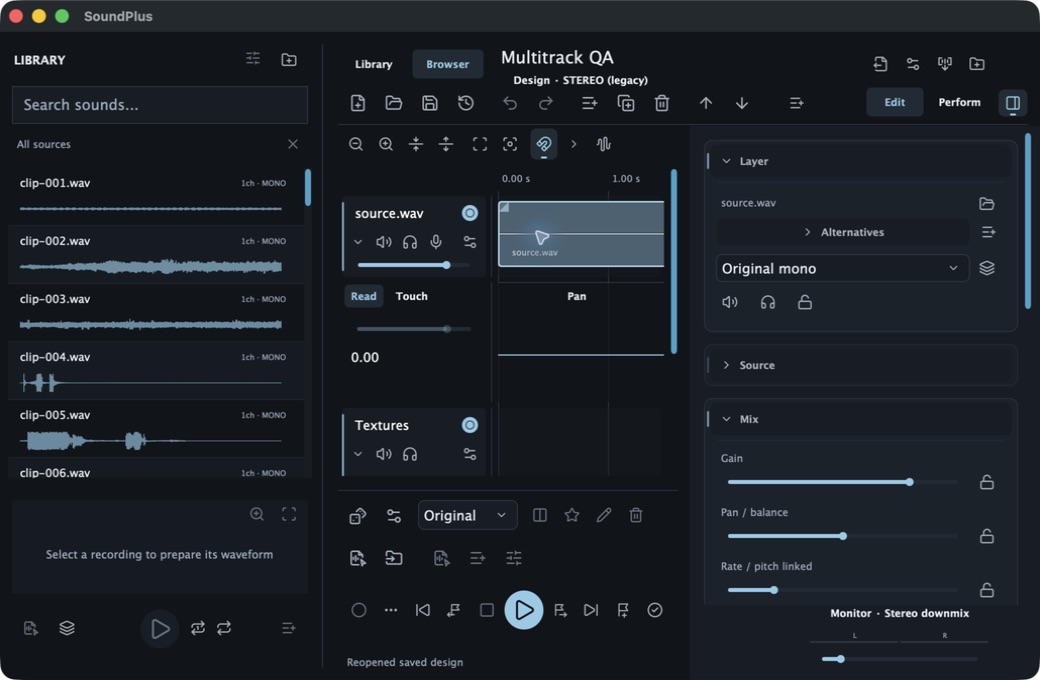 SoundPlus
LIBRARY
Search sounds...
All sources
clip-001.wav
1ch · MONO
clip-002.wav
1ch · MONO
clip-003.wav
1ch · MONO
clip-004.wav
1ch · MONO
clip-005.wav
1ch · MONO
clip-006.wav
1ch · MONO
Select a recording to prepare its waveform
Library
Browser
Multitrack QA
Design · STEREO (legacy)
Edit
Perform
0.00 s
1.00 s
source.wav
source.wav
Read
Touch
Pan
0.00
Textures
Original
Reopened saved design
Layer
source.wav
Alternatives
Original mono
Source
Mix
Gain
Pan / balance
Rate / pitch linked
Monitor · Stereo downmix
L
R